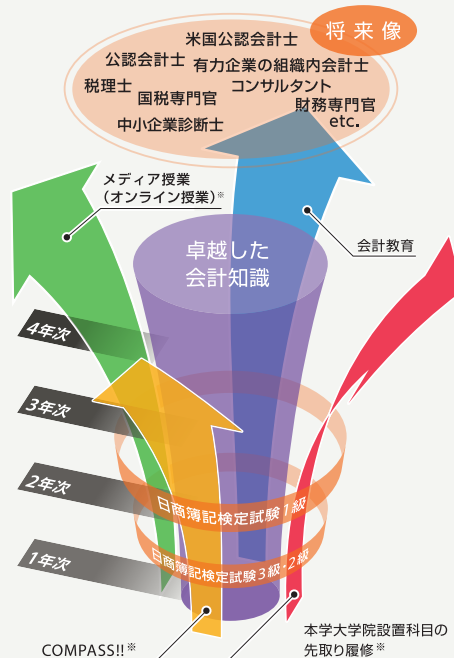 将来像
米国公認会計士
公認会計士
有力企業の組織内会計士
税理士
コンサルタント
国税専門官
財務専門官
etc.
中小企業診断士
メディア授業
（オンライン授業）※
会計教育
卓越した
会計知識
4年次
3年次
2年次
日商簿記検定試験1級
1年次
日商簿記検定試験3級・2級
COMPASS!!※
本学大学院設置科目の
先取り履修※